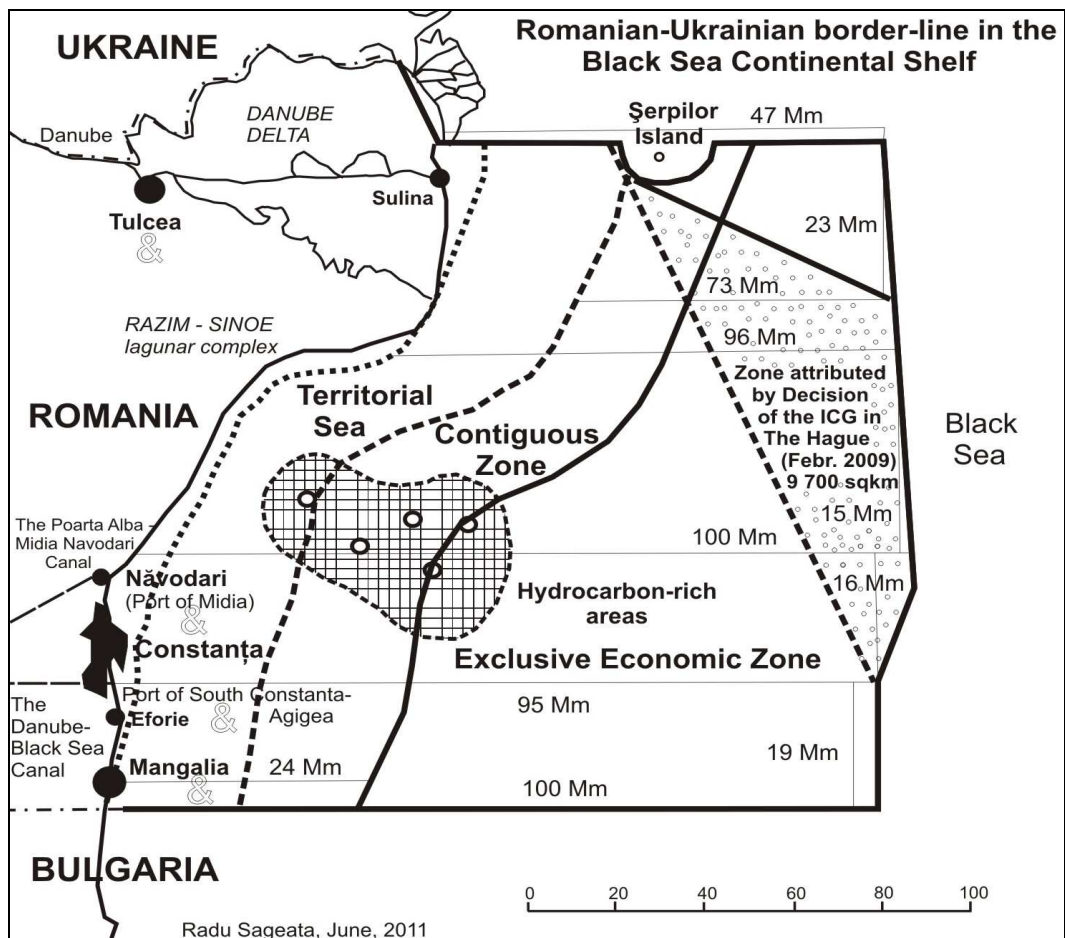 UKRAINE
Romanian-Ukrainian border-line in the
Black Sea Continental Shelf
Şerpilor
Island
47 Mm
Danube
DANUBE
DELTA
Sulina
Tulcea
&
23 Mm
73 Mm
RAZIM - SINOE
lagunar complex
96 Mm
Zone attributed
by Decision
of the ICG in
The Hague
(Febr. 2009)
9 700 sqkm
ROMANIA
Territorial
Sea
Contiguous
Zone
Black
Sea
15 Mm
100 Mm
The Poarta Alba -
Midia Navodari
Canal
Năvodari
(Port of Midia)
&
16 Mm
Hydrocarbon-rich
areas
Constanţa
Exclusive Economic Zone
Port of South Constanta-
Agigea
The
Danube-
Black Sea
Canal
Eforie
&
95 Mm
19 Mm
Mangalia
&
24 Mm
100 Mm
BULGARIA
0 20 40 60 80 100
Radu Sageata, June, 2011